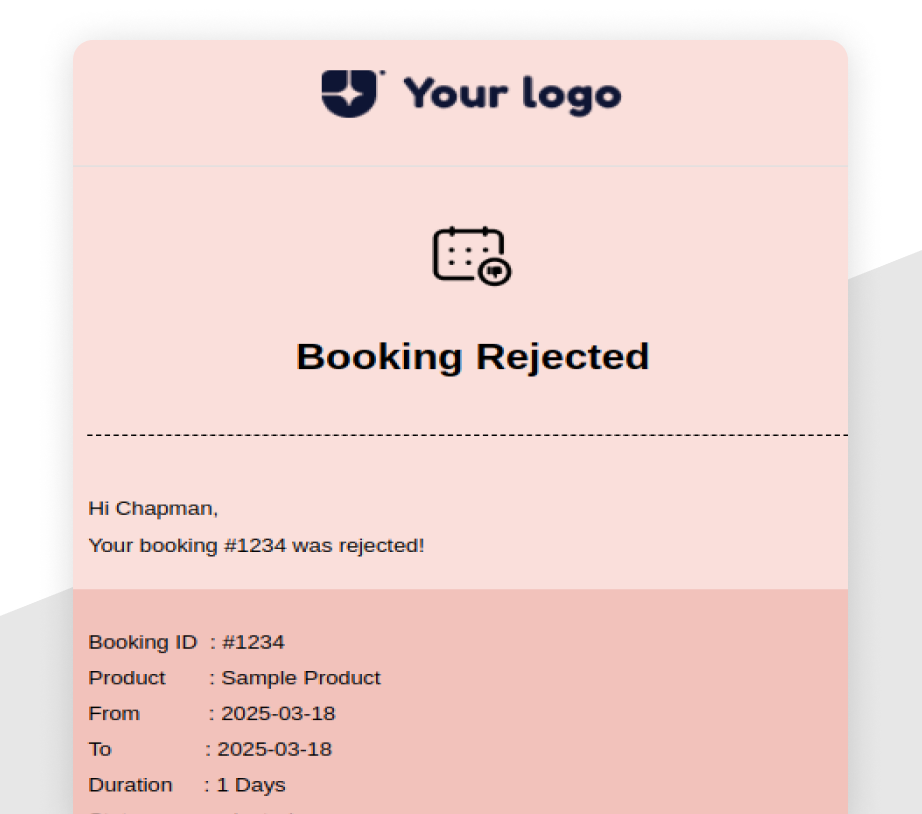 Your logo
Booking Rejected
Hi Chapman,
Your booking #1234 was rejected!
Booking ID : #1234
Product : Sample Product
From : 2025-03-18
To : 2025-03-18
Duration : 1 Days